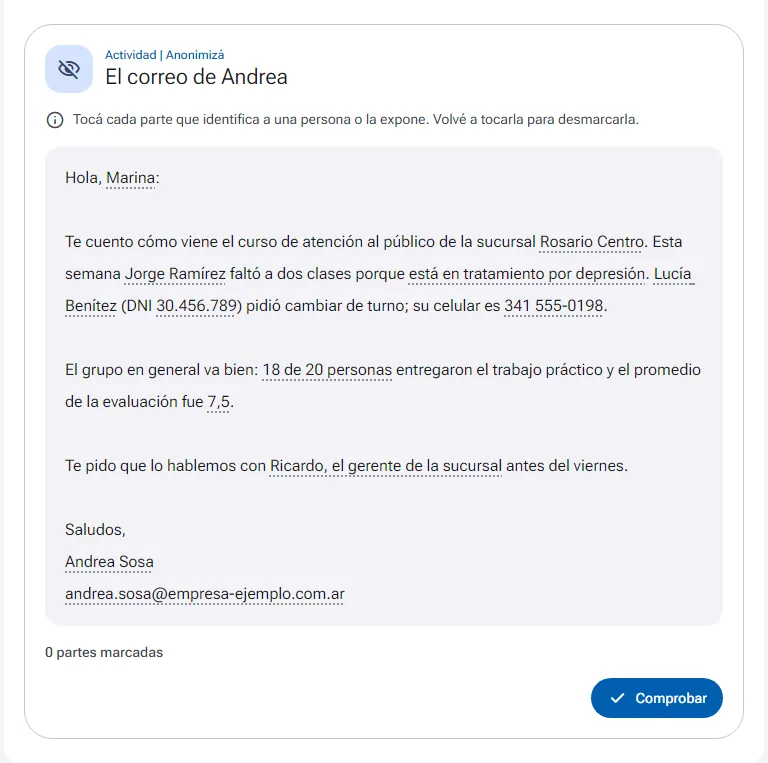 Actividad | Anonimizá
El correo de Andrea
Tocá cada parte que identifica a una persona o la expone. Volvé a tocarla para desmarcarla.
Hola, Marina:
Te cuento cómo viene el curso de atención al público de la sucursal Rosario Centro. Esta
semana Jorge Ramírez faltó a dos clases porque está en tratamiento por depresión. Lucía
Benítez (DNI 30.456.789) pidió cambiar de turno; su celular es 341 555-0198.
El grupo en general va bien: 18 de 20 personas entregaron el trabajo práctico y el promedio
de la evaluación fue 7,5.
Te pido que lo hablemos con Ricardo, el gerente de la sucursal antes del viernes.
Saludos,
Andrea Sosa
andrea.sosa@empresa-ejemplo.com.ar
0 partes marcadas
Comprobar